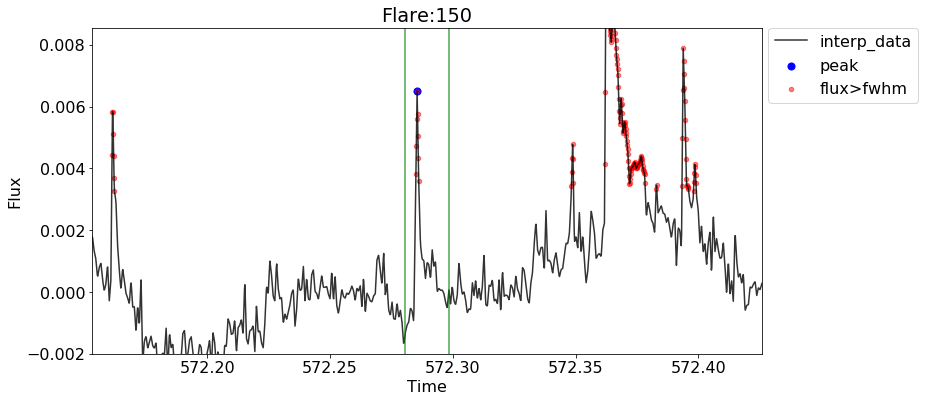 Flare:150
0.008
0.006
0.004
0.002
0.000
−0.002
Flux
572.20 572.25 572.30 572.35 572.40
Time
interp_data
peak
flux>fwhm